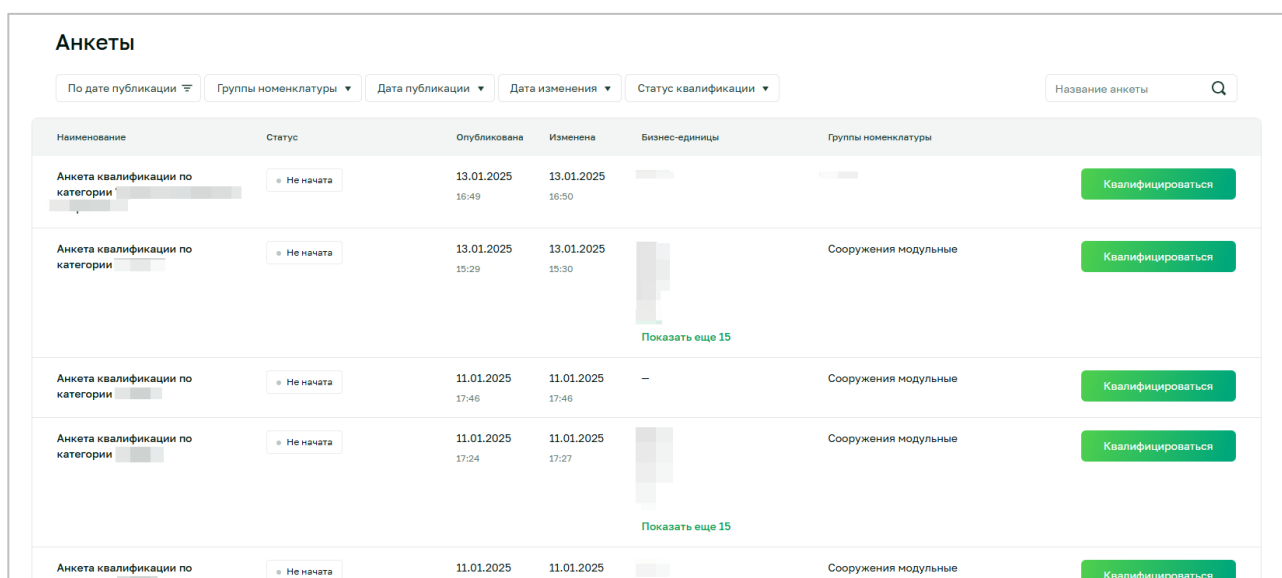 Анкеты
По дате публикации Группы номенклатуры Дата публикации Дата изменения Статус квалификации Название анкеты
Наименование Статус Опубликована Изменена Бизнес-единицы Группы номенклатуры
Анкета квалификации по Не начата 13.01.2025 13.01.2025 Квалифицироваться
категории 16:49 16:50
Анкета квалификации по Не начата 13.01.2025 13.01.2025 Сооружения модульные Квалифицироваться
категории 15:29 15:30
Показать еще 15
Анкета квалификации по Не начата 11.01.2025 11.01.2025 – Сооружения модульные Квалифицироваться
категории 17:46 17:46
Анкета квалификации по Не начата 11.01.2025 11.01.2025 Сооружения модульные Квалифицироваться
категории 17:24 17:27
Показать еще 15
Анкета квалификации по Не начата 11.01.2025 11.01.2025 Сооружения модульные Квалифицироваться